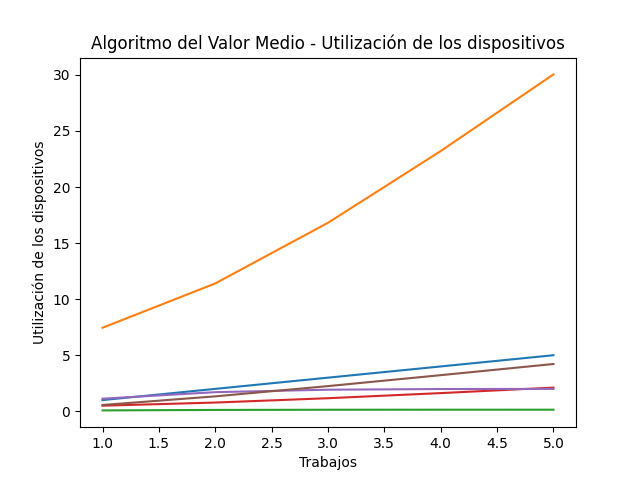 Algoritmo del Valor Medio - Utilización de los dispositivos
30
25
20
15
10
5
0
Utilización de los dispositivos
1.0 1.5 2.0 2.5 3.0 3.5 4.0 4.5 5.0
Trabajos